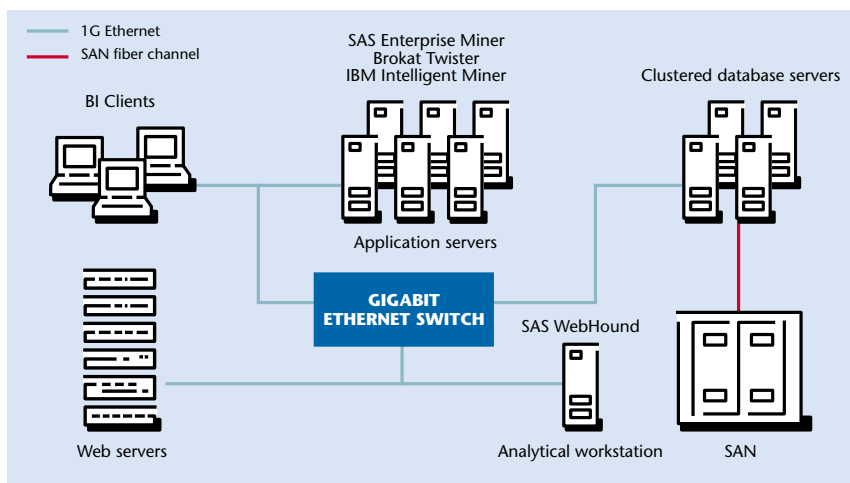 1G Ethernet
SAN fiber channel
SAS Enterprise Miner
Brokat Twister
IBM Intelligent Miner
Clustered database servers
BI Clients
Application servers
GIGABIT
ETHERNET SWITCH
SAS WebHound
Web servers
Analytical workstation
SAN